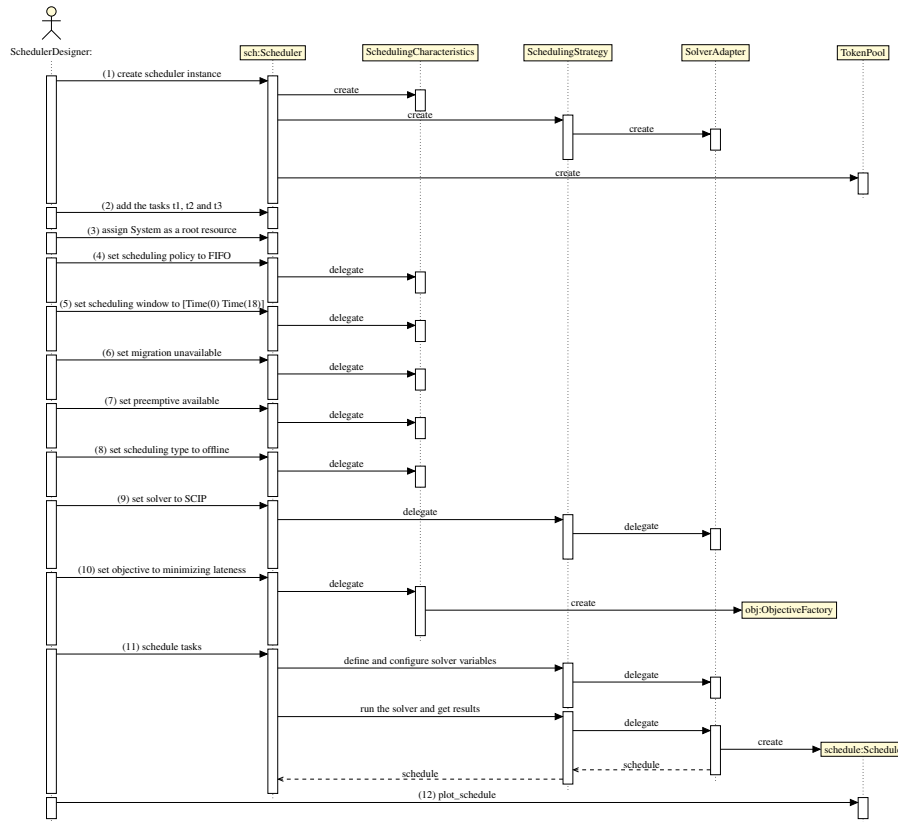 SchedulerDesigner:
sch:Scheduler
SchedulingCharacteristics
SchedulingStrategy
SolverAdapter
TokenPool
(1) create scheduler instance
create
create
create
create
(2) add the tasks t1, t2 and t3
(3) assign System as a root resource
(4) set scheduling policy to FIFO
delegate
(5) set scheduling window to [Time(0) Time(18)]
delegate
(6) set migration unavailable
delegate
(7) set preemptive available
delegate
(8) set scheduling type to offline
delegate
(9) set solver to SCIP
delegate
delegate
(10) set objective to minimizing lateness
delegate
create
obj:ObjectiveFactory
(11) schedule tasks
define and configure solver variables
delegate
run the solver and get results
delegate
create
schedule:Schedule
schedule
schedule
(12) plot_schedule